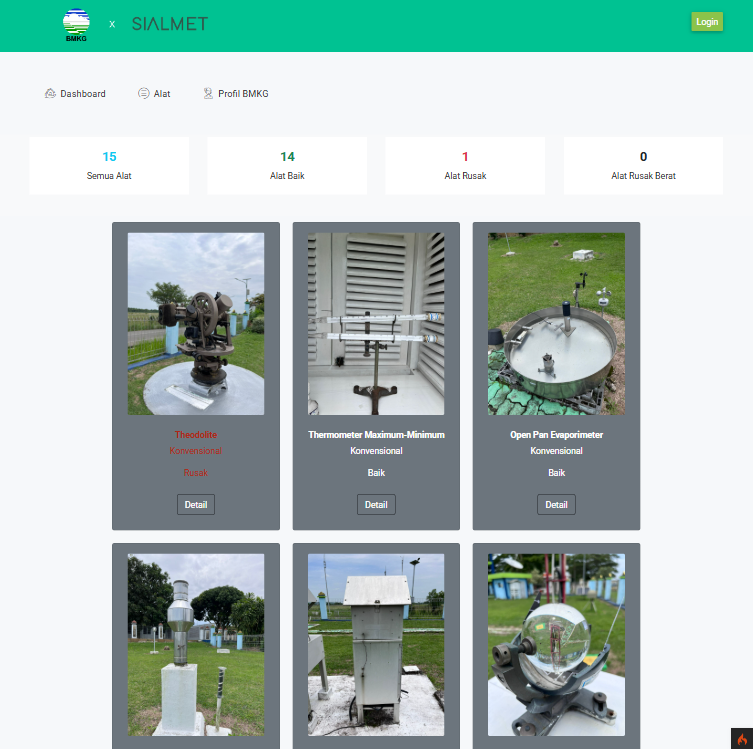 BMKG
x
SIALMET
Login
Dashboard
Alat
Profil BMKG
15
Semua Alat
14
Alat Baik
1
Alat Rusak
0
Alat Rusak Berat
Theodolite
Konvensional
Rusak
Detail
Thermometer Maximum-Minimum
Konvensional
Baik
Detail
Open Pan Evaporimeter
Konvensional
Baik
Detail